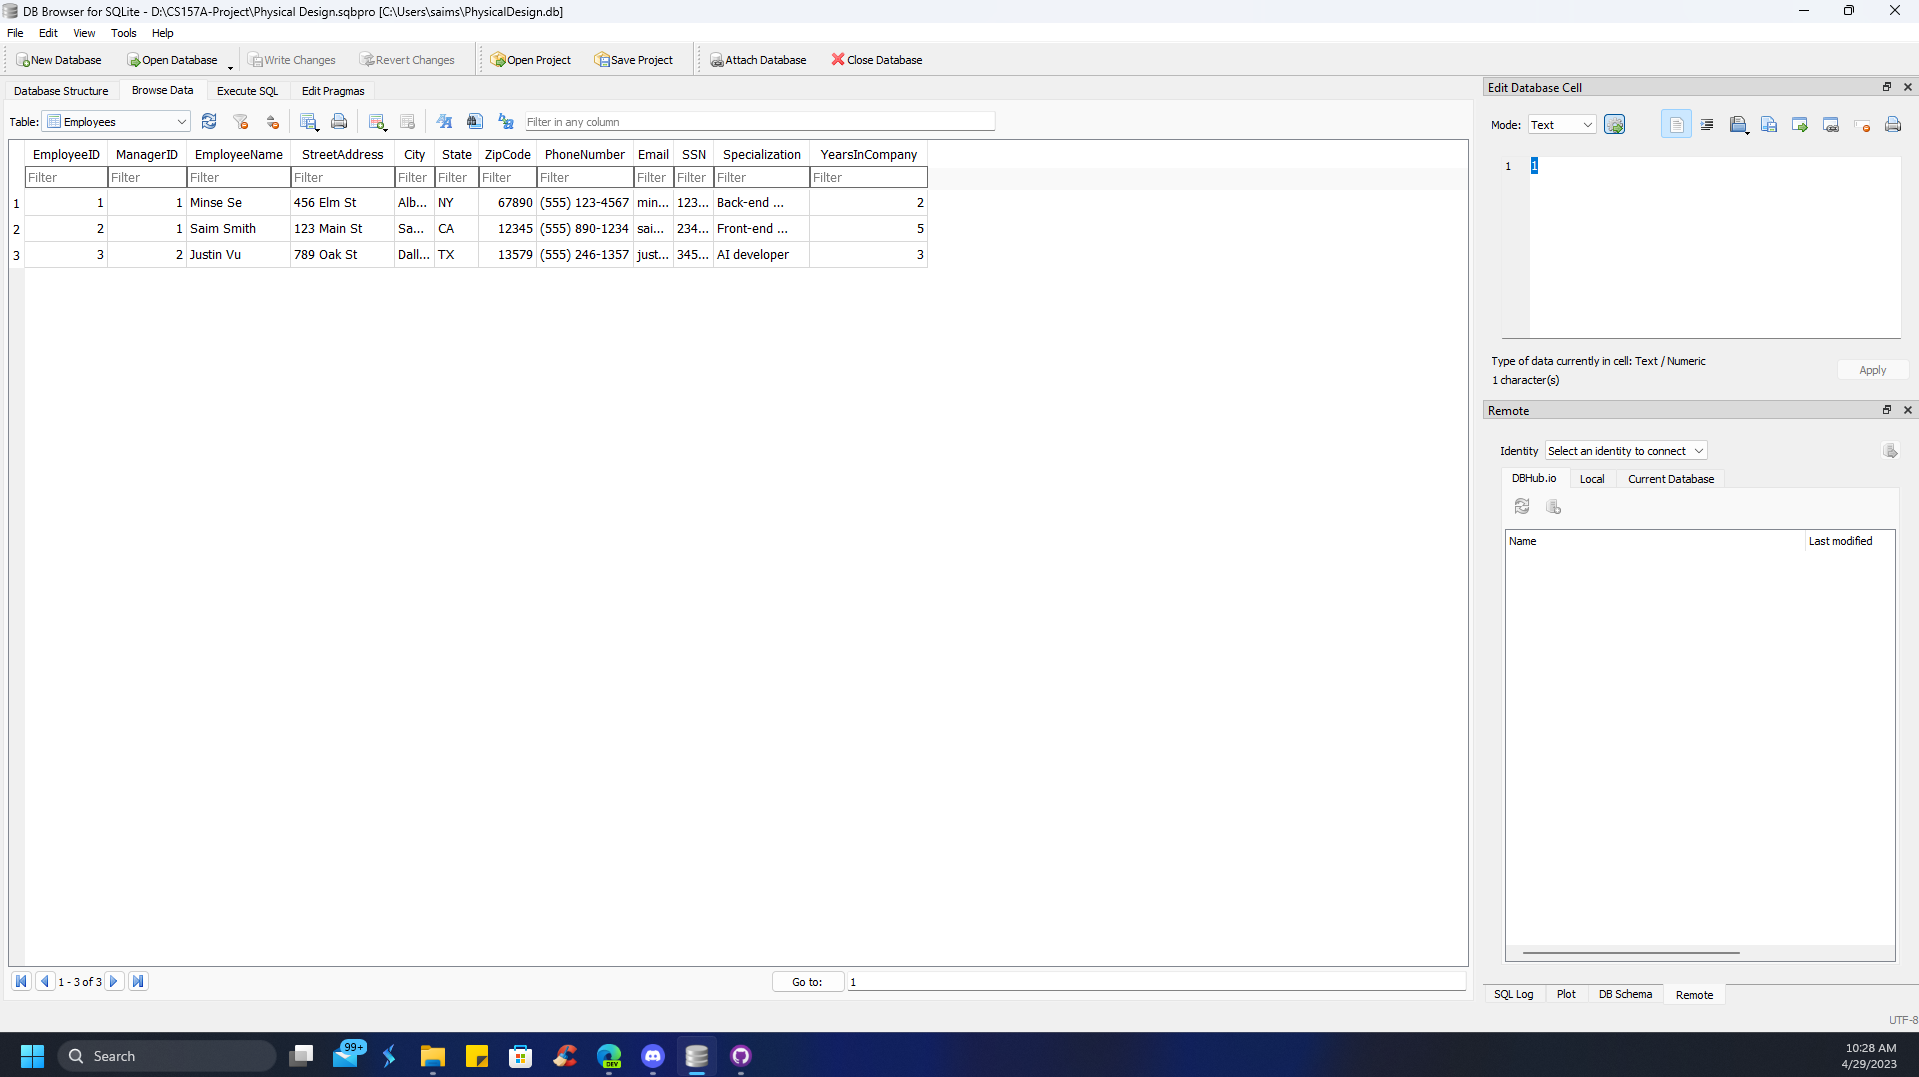 DB Browser for SQLite - D:\CS157A-Project\Physical Design.sqbpro [C:\Users\saims\PhysicalDesign.db]
File Edit View Tools Help
New Database Open Database Write Changes Revert Changes Open Project Save Project Attach Database Close Database
Database Structure Browse Data Execute SQL Edit Pragmas
Table: Employees Filter in any column
EmployeeID ManagerID EmployeeName StreetAddress City State ZipCode PhoneNumber Email SSN Specialization YearsInCompany
Filter Filter Filter Filter Filter Filter Filter Filter Filter Filter Filter Filter
1 1 1 Minse Se 456 Elm St Alb... NY 67890 (555) 123-4567 min... 123... Back-end ... 2
2 2 1 Saim Smith 123 Main St Sa... CA 12345 (555) 890-1234 sai... 234... Front-end ... 5
3 3 2 Justin Vu 789 Oak St Dall... TX 13579 (555) 246-1357 just... 345... AI developer 3
1 - 3 of 3 Go to: 1
Edit Database Cell
Mode: Text
1 1
Type of data currently in cell: Text / Numeric
1 character(s)
Apply
Remote
Identity Select an identity to connect
DBHub.io Local Current Database
Name Last modified
SQL Log Plot DB Schema Remote
UTF-8
Search 99+ DEV
10:28 AM
4/29/2023